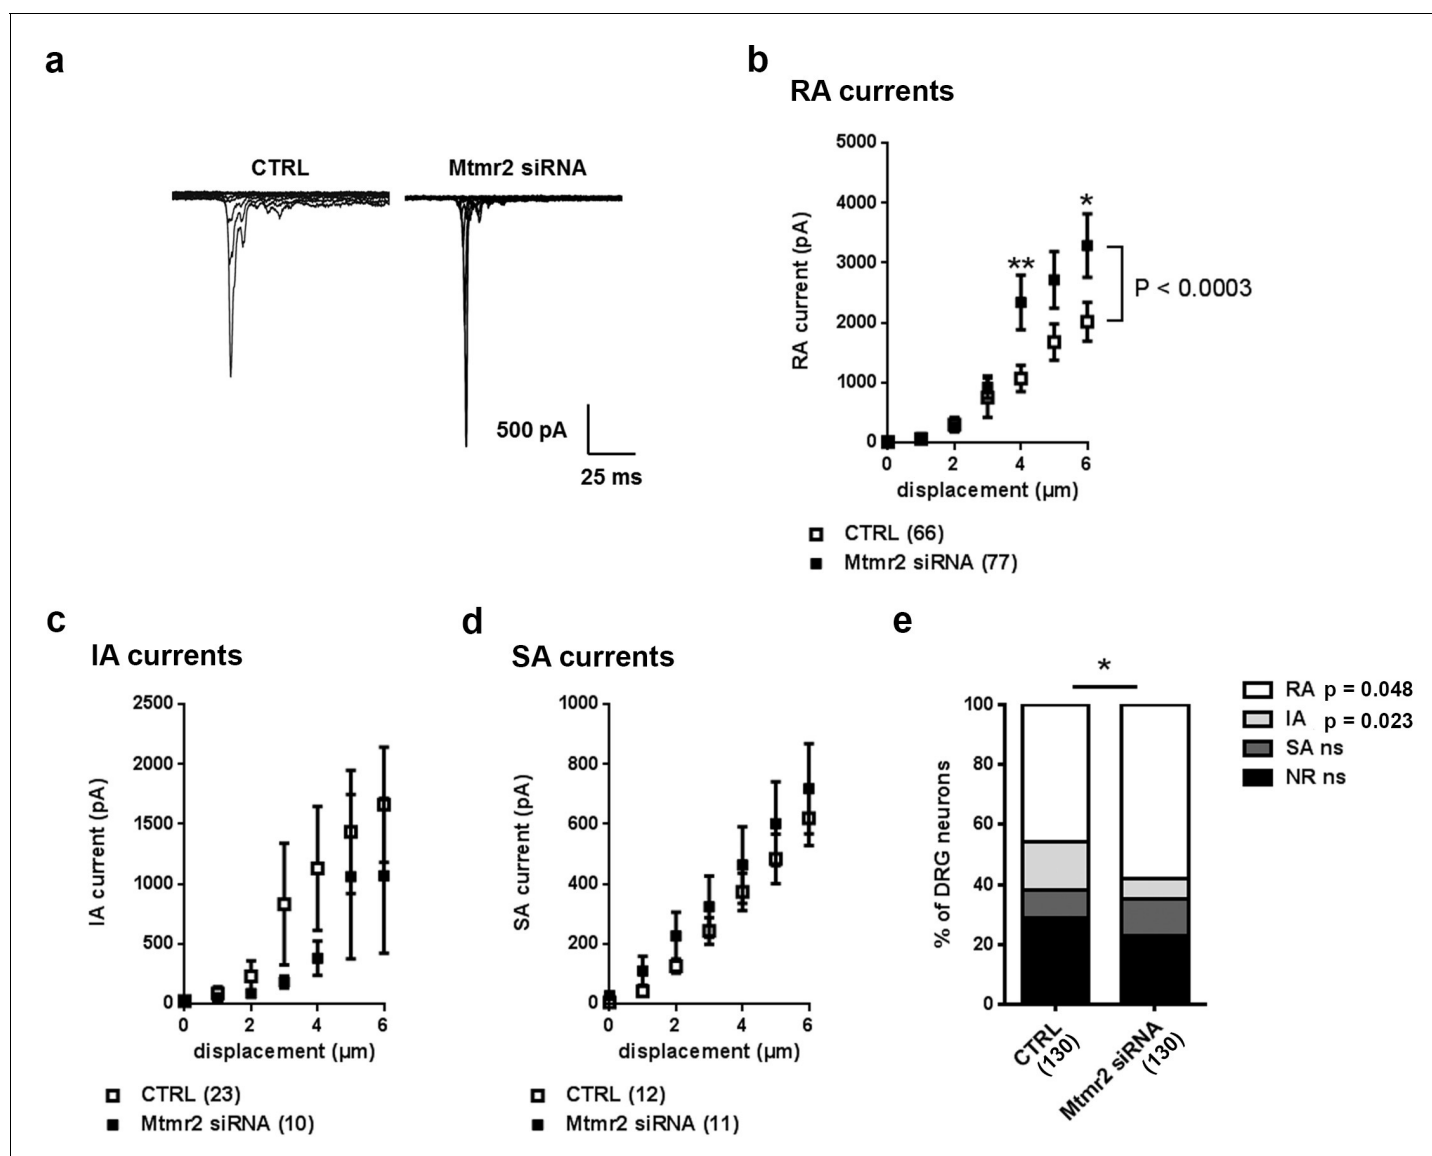 a
CTRL
Mtmr2 siRNA
500 pA
25 ms
b
RA currents
RA current (pA)
5000
4000
3000
2000
1000
0
0 2 4 6
displacement (µm)
**
*
P < 0.0003
CTRL (66)
Mtmr2 siRNA (77)
c
IA currents
IA current (pA)
2500
2000
1500
1000
500
0
0 2 4 6
displacement (µm)
CTRL (23)
Mtmr2 siRNA (10)
d
SA currents
SA current (pA)
1000
800
600
400
200
0
0 2 4 6
displacement (µm)
CTRL (12)
Mtmr2 siRNA (11)
e
% of DRG neurons
100
80
60
40
20
0
*
CTRL
(130)
Mtmr2 siRNA
(130)
RA p = 0.048
IA p = 0.023
SA ns
NR ns